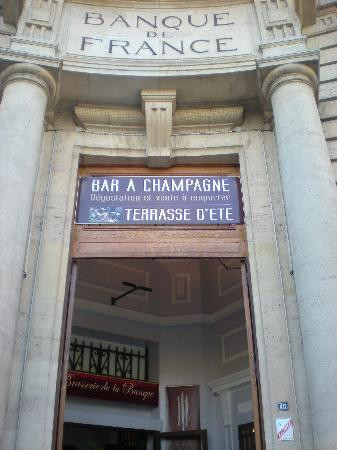 BANQUE
DE
FRANCE
BAR A CHAMPAGNE
Dégustation et vente à emporter
TERRASSE D'ETE
Brasserie de la Banque